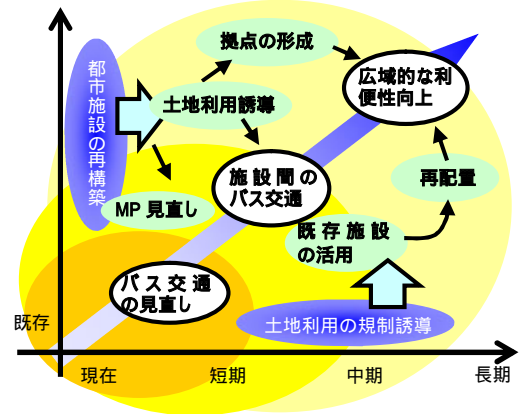 拠点の形成
広域的な利
便性向上
都市施設の再構築
土地利用誘導
施設間の
バス交通
再配置
MP 見直し
既存施設
の活用
バス交通
の見直し
既存
土地利用の規制誘導
現在
短期
中期
長期